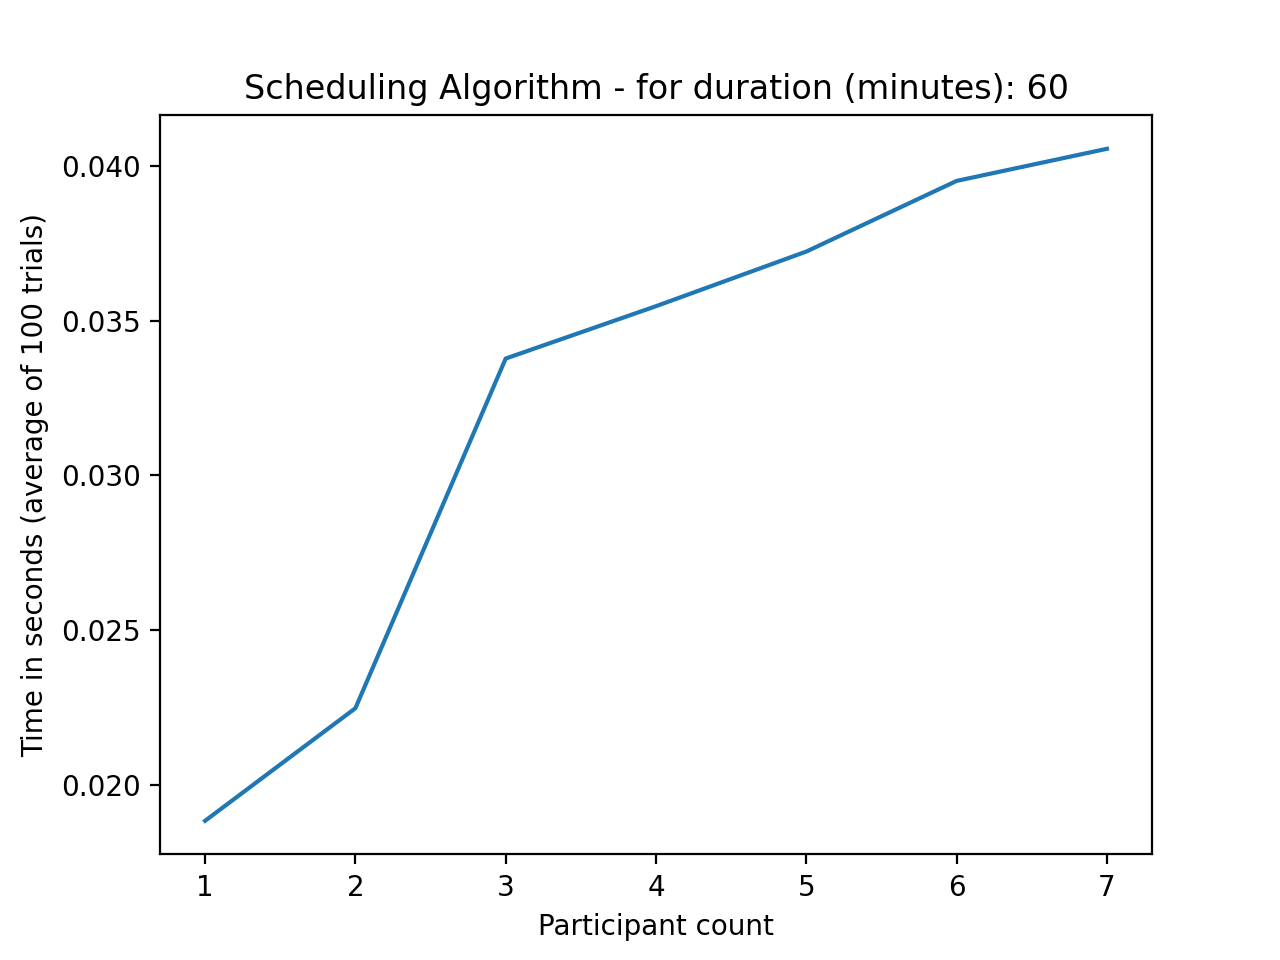 Scheduling Algorithm - for duration (minutes): 60
Time in seconds (average of 100 trials)
0.040
0.035
0.030
0.025
0.020
1 2 3 4 5 6 7
Participant count